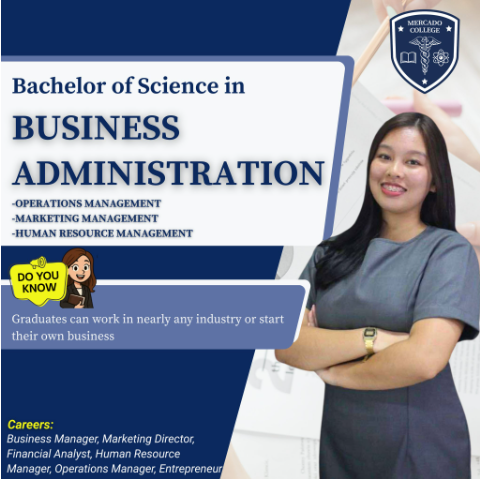 MERCADO
COLLEGE
Bachelor of Science in
BUSINESS
ADMINISTRATION
-OPERATIONS MANAGEMENT
-MARKETING MANAGEMENT
-HUMAN RESOURCE MANAGEMENT
DO YOU
KNOW
Graduates can work in nearly any industry or start
their own business
Careers:
Business Manager, Marketing Director,
Financial Analyst, Human Resource
Manager, Operations Manager, Entrepreneur